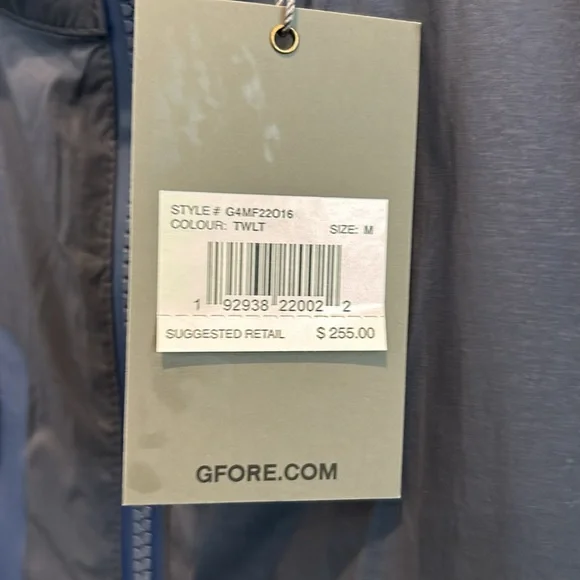 STYLE # G4MF22O16
COLOUR: TWLT SIZE: M
1 92938 22002 2
SUGGESTED RETAIL $ 255.00
GFORE.COM